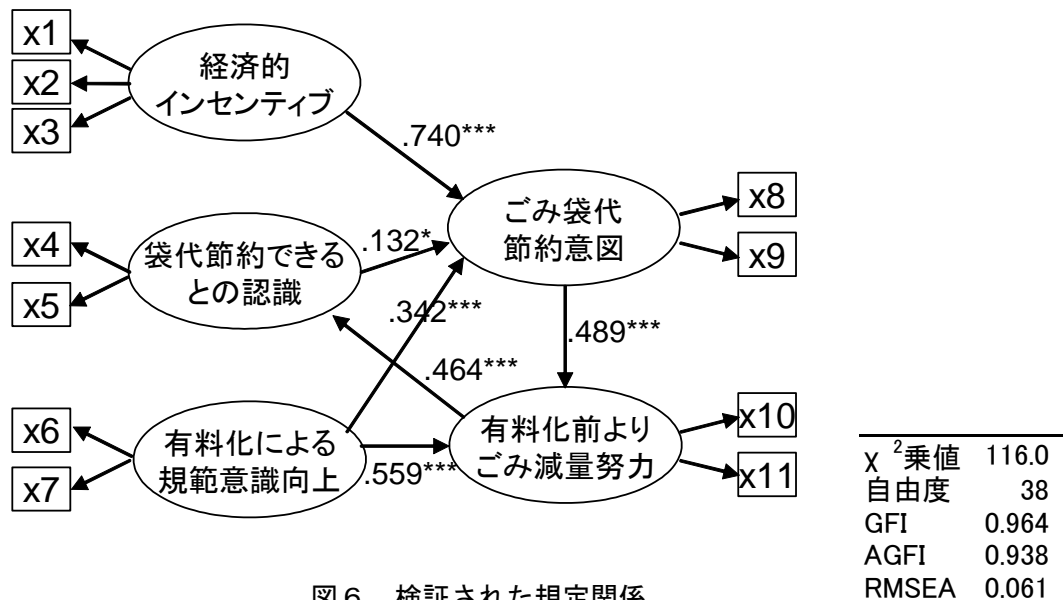 x1
x2
x3
経済的
インセンティブ
.740***
x4
x5
袋代節約できる
との認識
.132*
ごみ袋代
節約意図
x8
x9
.342***
.489***
.464***
x6
x7
有料化による
規範意識向上
.559***
有料化前より
ごみ減量努力
x10
x11
χ ²乗値 116.0
自由度 38
GFI 0.964
AGFI 0.938
RMSEA 0.061
図6 検証された規定関係